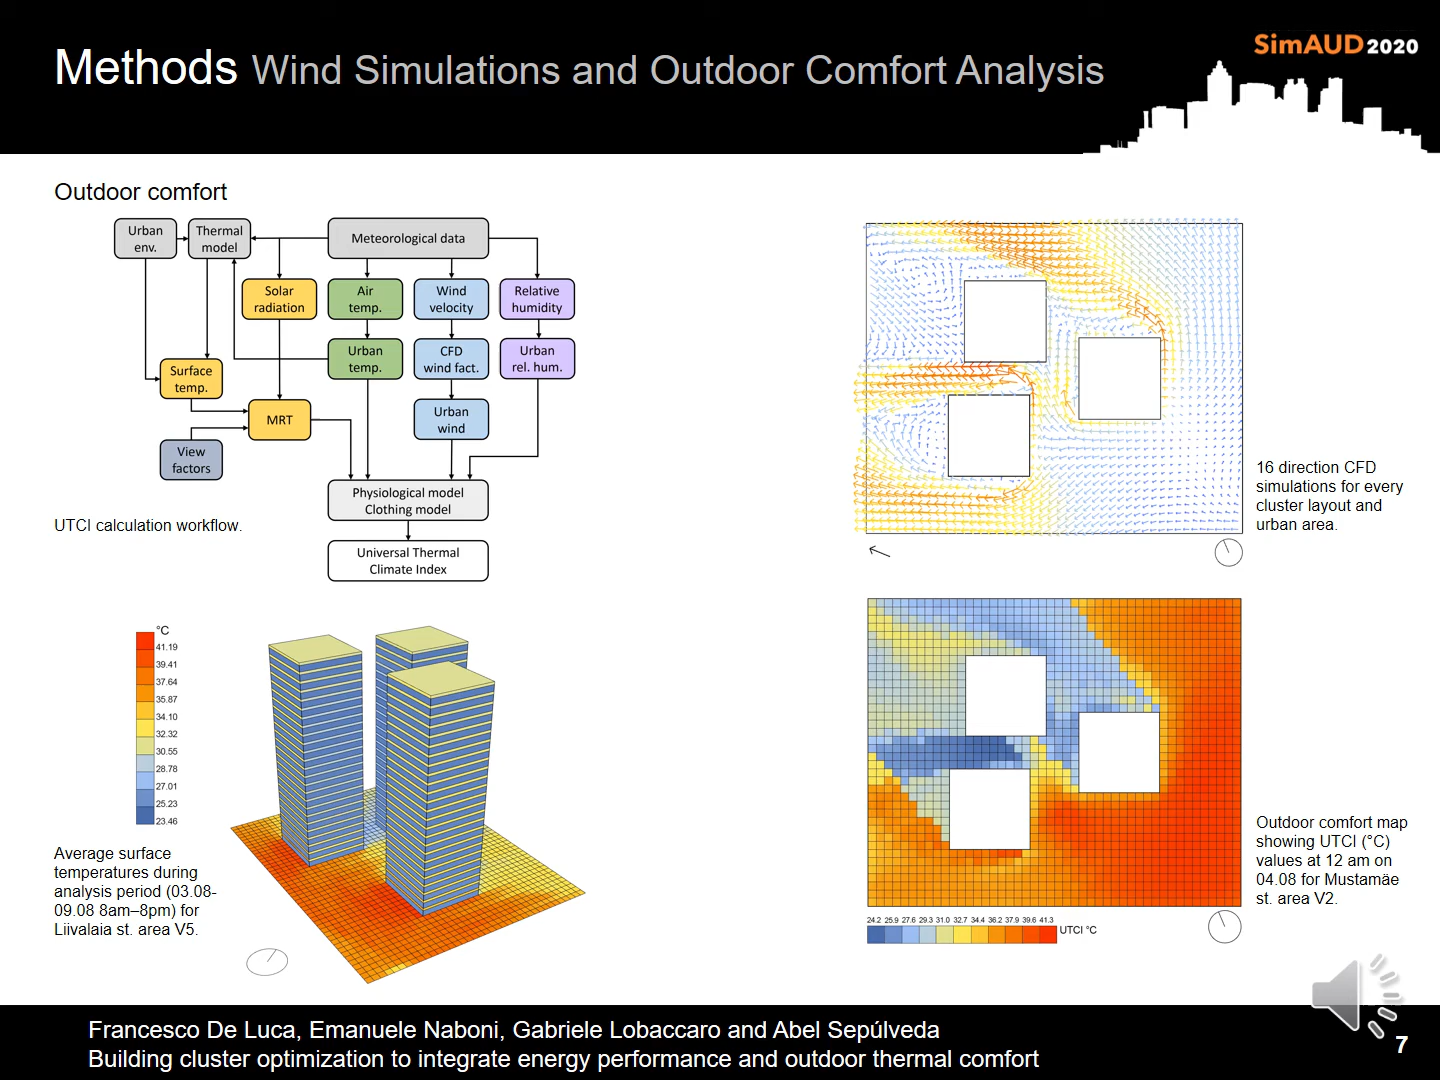 Methods Wind Simulations and Outdoor Comfort Analysis
SimAUD 2020
Outdoor comfort
Urban
env.
Thermal
model
Meteorological data
Solar
radiation
Air
temp.
Wind
velocity
Relative
humidity
Surface
temp.
Urban
temp.
CFD
wind fact.
Urban
rel. hum.
MRT
Urban
wind
View
factors
Physiological model
Clothing model
Universal Thermal
Climate Index
UTCI calculation workflow.
16 direction CFD
simulations for every
cluster layout and
urban area.
°C
41.19
39.41
37.64
35.87
34.10
32.32
30.55
28.78
27.01
25.23
23.46
Average surface
temperatures during
analysis period (03.08-
09.08 8am–8pm) for
Liivalaia st. area V5.
Outdoor comfort map
showing UTCI (°C)
values at 12 am on
04.08 for Mustamäe
st. area V2.
24.2 25.9 27.6 29.3 31.0 32.7 34.4 36.2 37.9 39.6 41.3
UTCI °C
Francesco De Luca, Emanuele Naboni, Gabriele Lobaccaro and Abel Sepúlveda
Building cluster optimization to integrate energy performance and outdoor thermal comfort
7